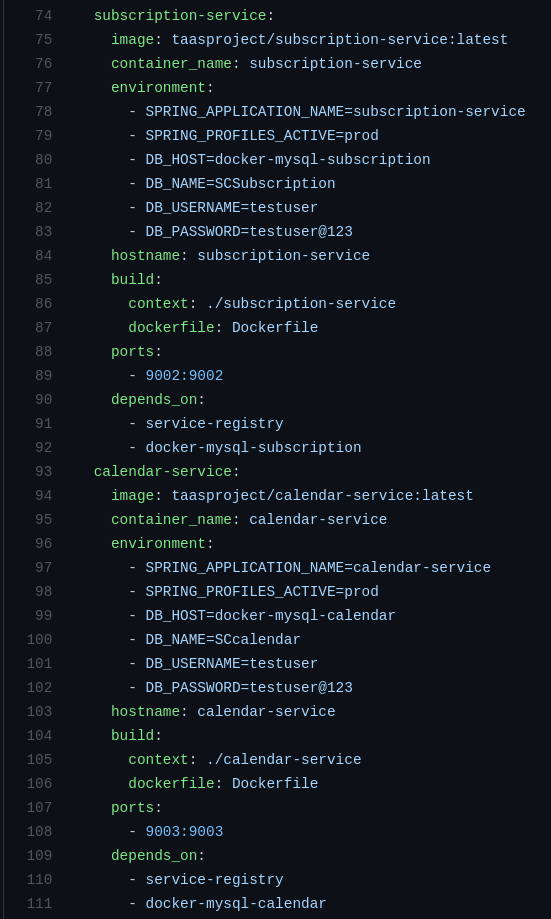 74 subscription-service:
75 image: taasproject/subscription-service:latest
76 container_name: subscription-service
77 environment:
78 - SPRING_APPLICATION_NAME=subscription-service
79 - SPRING_PROFILES_ACTIVE=prod
80 - DB_HOST=docker-mysql-subscription
81 - DB_NAME=SCSubscription
82 - DB_USERNAME=testuser
83 - DB_PASSWORD=testuser@123
84 hostname: subscription-service
85 build:
86 context: ./subscription-service
87 dockerfile: Dockerfile
88 ports:
89 - 9002:9002
90 depends_on:
91 - service-registry
92 - docker-mysql-subscription
93 calendar-service:
94 image: taasproject/calendar-service:latest
95 container_name: calendar-service
96 environment:
97 - SPRING_APPLICATION_NAME=calendar-service
98 - SPRING_PROFILES_ACTIVE=prod
99 - DB_HOST=docker-mysql-calendar
100 - DB_NAME=SCcalendar
101 - DB_USERNAME=testuser
102 - DB_PASSWORD=testuser@123
103 hostname: calendar-service
104 build:
105 context: ./calendar-service
106 dockerfile: Dockerfile
107 ports:
108 - 9003:9003
109 depends_on:
110 - service-registry
111 - docker-mysql-calendar